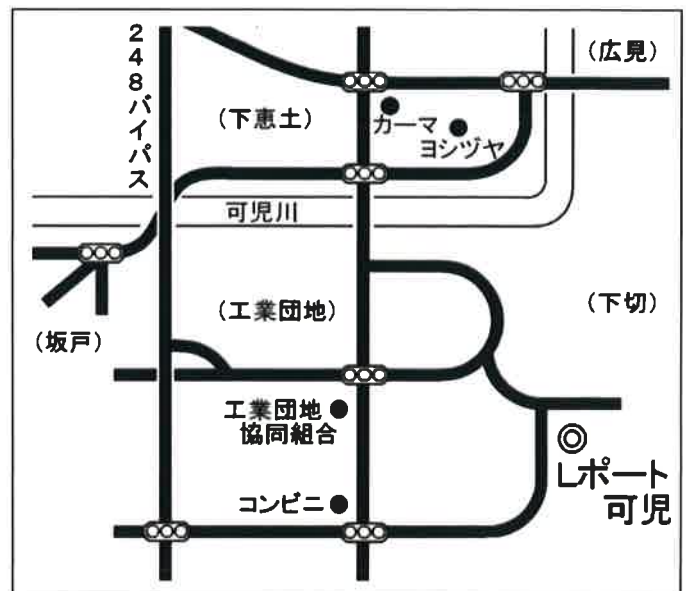 248バイパス
(広見)
(下恵土)
カーマ
ヨシヅヤ
可児川
(工業団地)
(下切)
(坂戸)
工業団地
協同組合
Lポート
可児
コンビニ